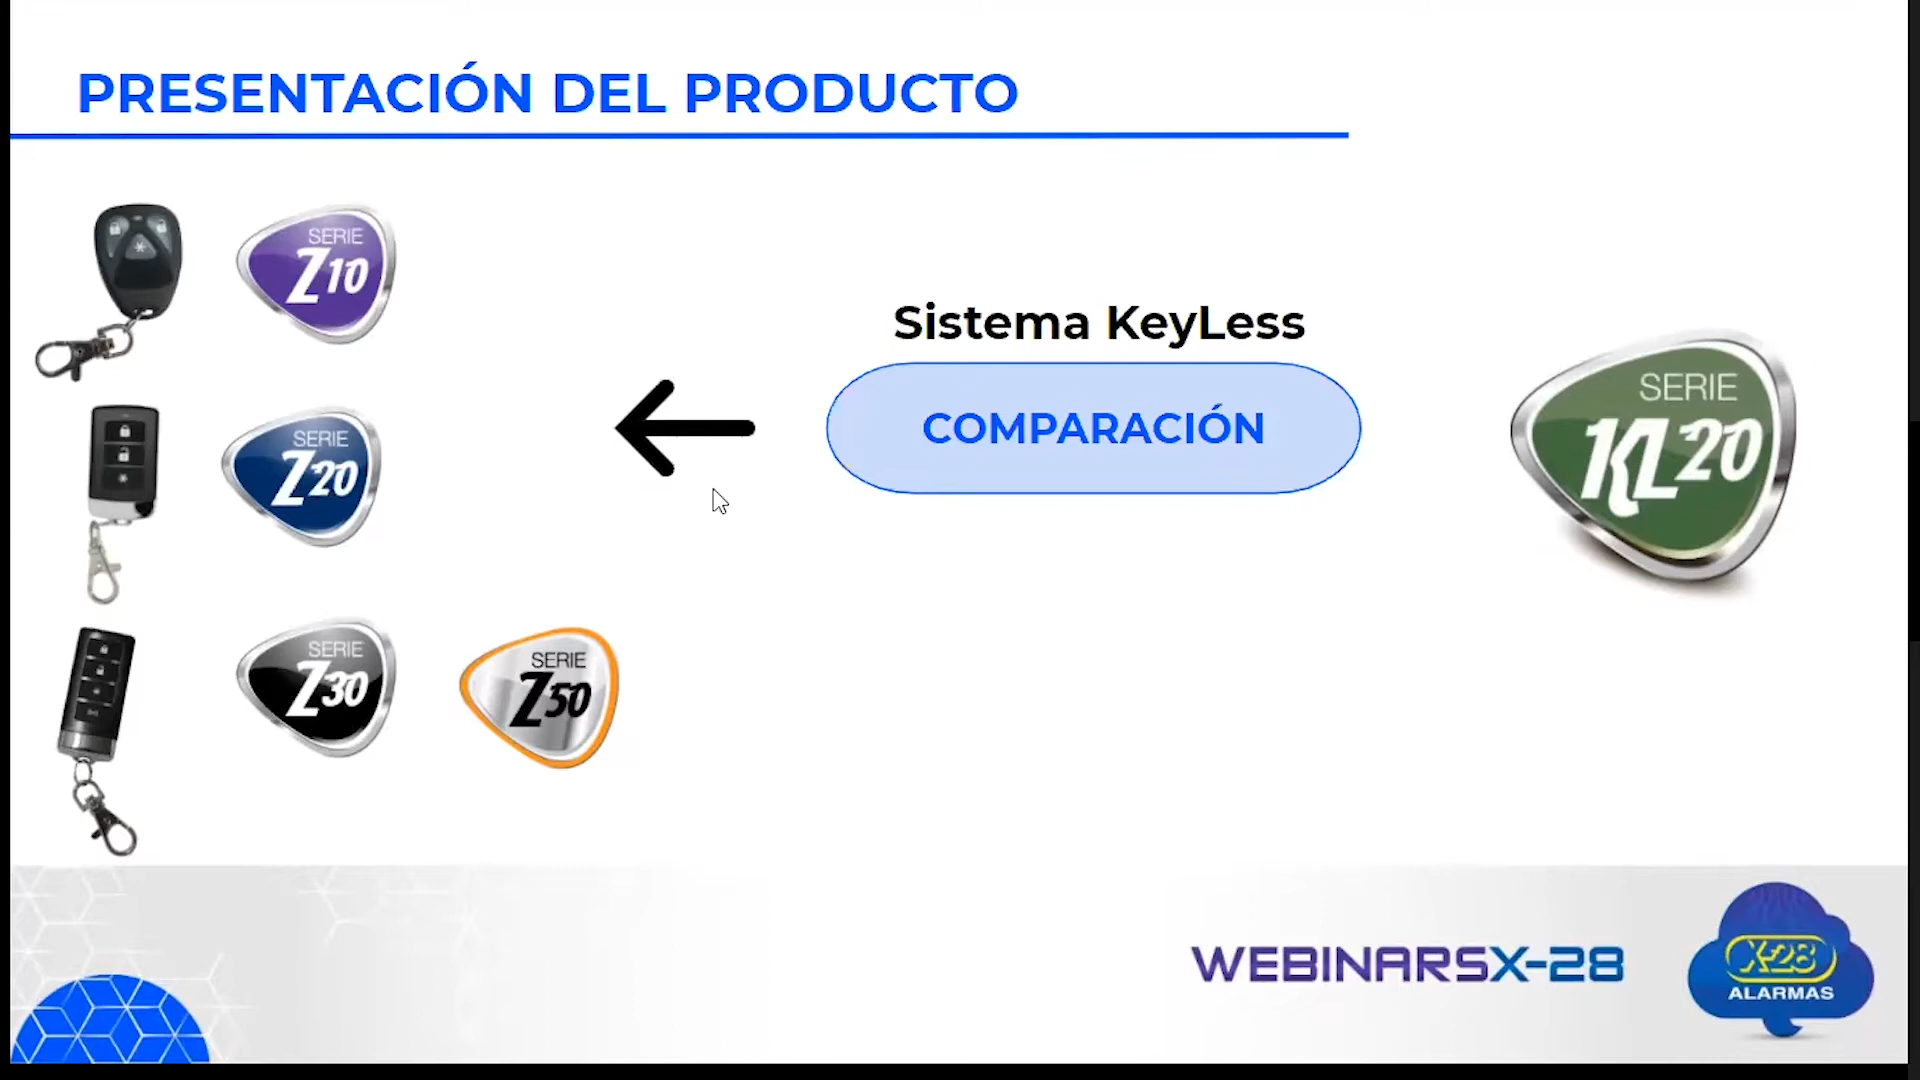 PRESENTACIÓN DEL PRODUCTO
SERIE
Z10
SERIE
Z20
SERIE
Z30
SERIE
Z50
Sistema KeyLess
COMPARACIÓN
SERIE
KL20
WEBINARSX-28
X-28
ALARMAS